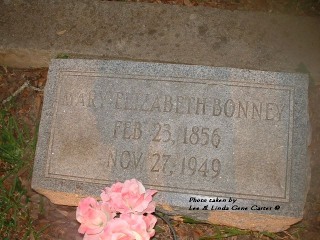 MARY ELIZABETH BONNEY
FEB. 23, 1856
NOV. 27, 1949
Photo taken by
Lee & Linda Gene Carter ©